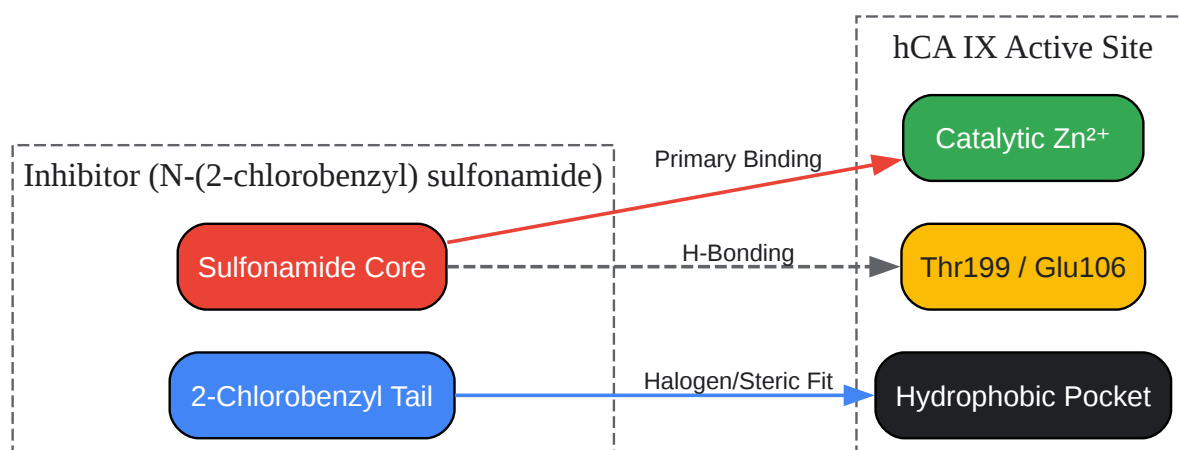 hCA IX Active Site
Catalytic Zn²⁺
Primary Binding
Inhibitor (N-(2-chlorobenzyl) sulfonamide)
Sulfonamide Core
H-Bonding
Thr199 / Glu106
2-Chlorobenzyl Tail
Halogen/Steric Fit
Hydrophobic Pocket